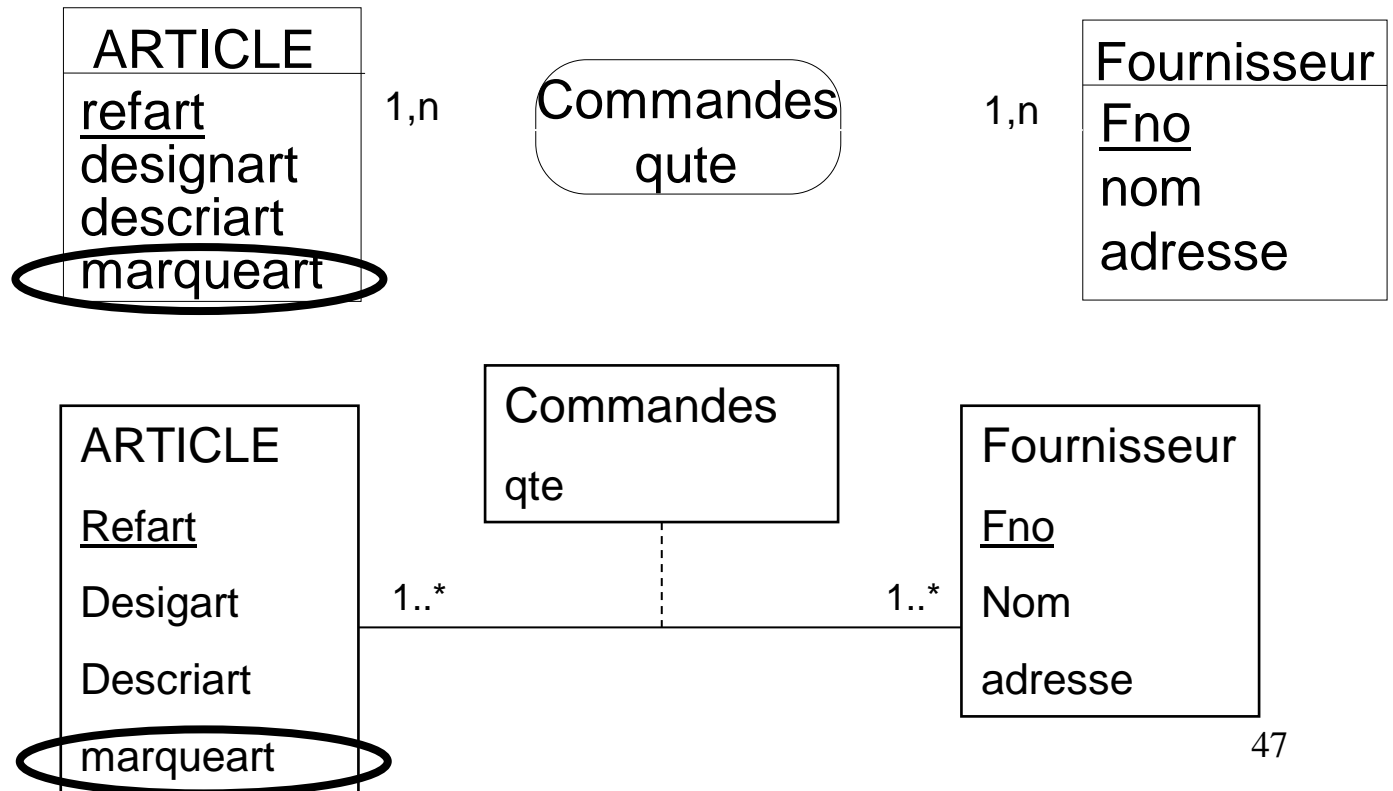 ARTICLE
refart
designart
descriart
marqueart
1,n
Commandes
qute
1,n
Fournisseur
Fno
nom
adresse
ARTICLE
Refart
Desigart
Descriart
marqueart
1..*
Commandes
qte
1..*
Fournisseur
Fno
Nom
adresse
47